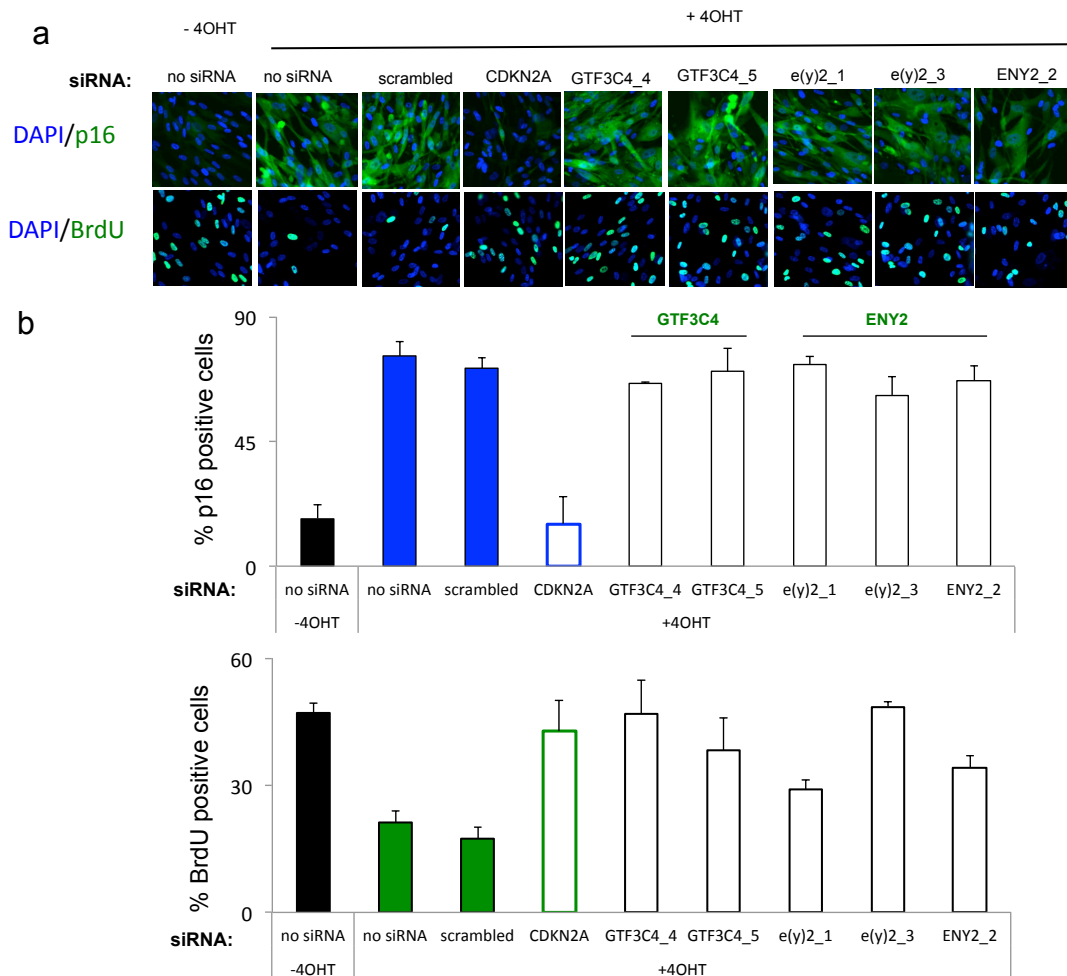 a
- 4OHT
+ 4OHT
siRNA: no siRNA no siRNA scrambled CDKN2A GTF3C4_4 GTF3C4_5 e(y)2_1 e(y)2_3 ENY2_2
DAPI/p16
DAPI/BrdU
b
GTF3C4 ENY2
% p16 positive cells
90
45
0
siRNA: no siRNA no siRNA scrambled CDKN2A GTF3C4_4 GTF3C4_5 e(y)2_1 e(y)2_3 ENY2_2
-4OHT +4OHT
% BrdU positive cells
60
30
0
siRNA: no siRNA no siRNA scrambled CDKN2A GTF3C4_4 GTF3C4_5 e(y)2_1 e(y)2_3 ENY2_2
-4OHT +4OHT